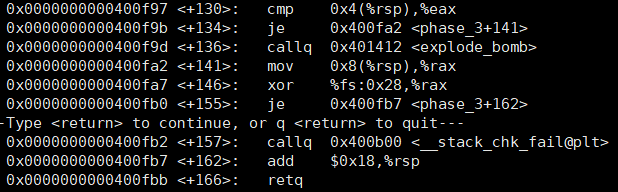 0x0000000000400f97 <+130>: cmp 0x4(%rsp),%eax
0x0000000000400f9b <+134>: je 0x400fa2 <phase_3+141>
0x0000000000400f9d <+136>: callq 0x401412 <explode_bomb>
0x0000000000400fa2 <+141>: mov 0x8(%rsp),%rax
0x0000000000400fa7 <+146>: xor %fs:0x28,%rax
0x0000000000400fb0 <+155>: je 0x400fb7 <phase_3+162>
-Type <return> to continue, or q <return> to quit---
0x0000000000400fb2 <+157>: callq 0x400b00 <__stack_chk_fail@plt>
0x0000000000400fb7 <+162>: add $0x18,%rsp
0x0000000000400fbb <+166>: retq